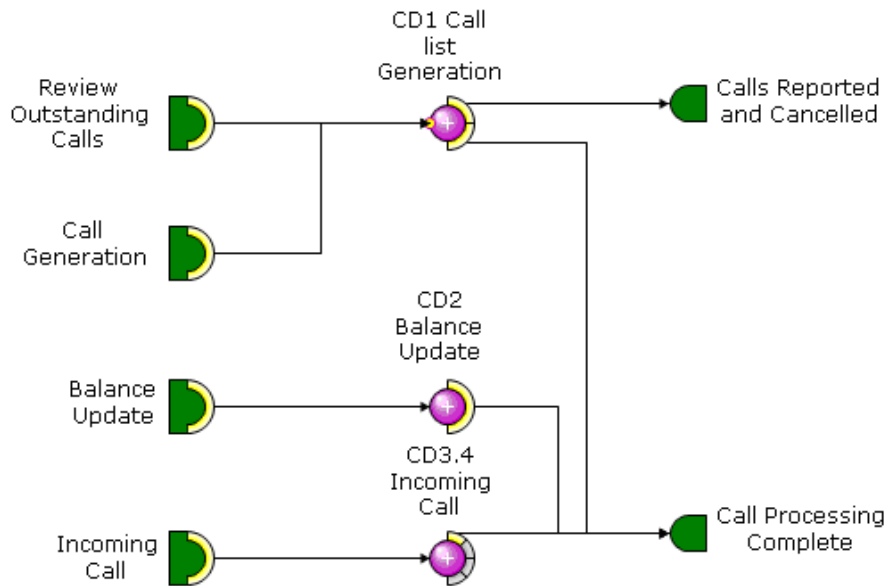 CD1 Call
list
Generation
Review
Outstanding
Calls
Calls Reported
and Cancelled
Call
Generation
CD2
Balance
Update
Balance
Update
CD3.4
Incoming
Call
Incoming
Call
Call Processing
Complete